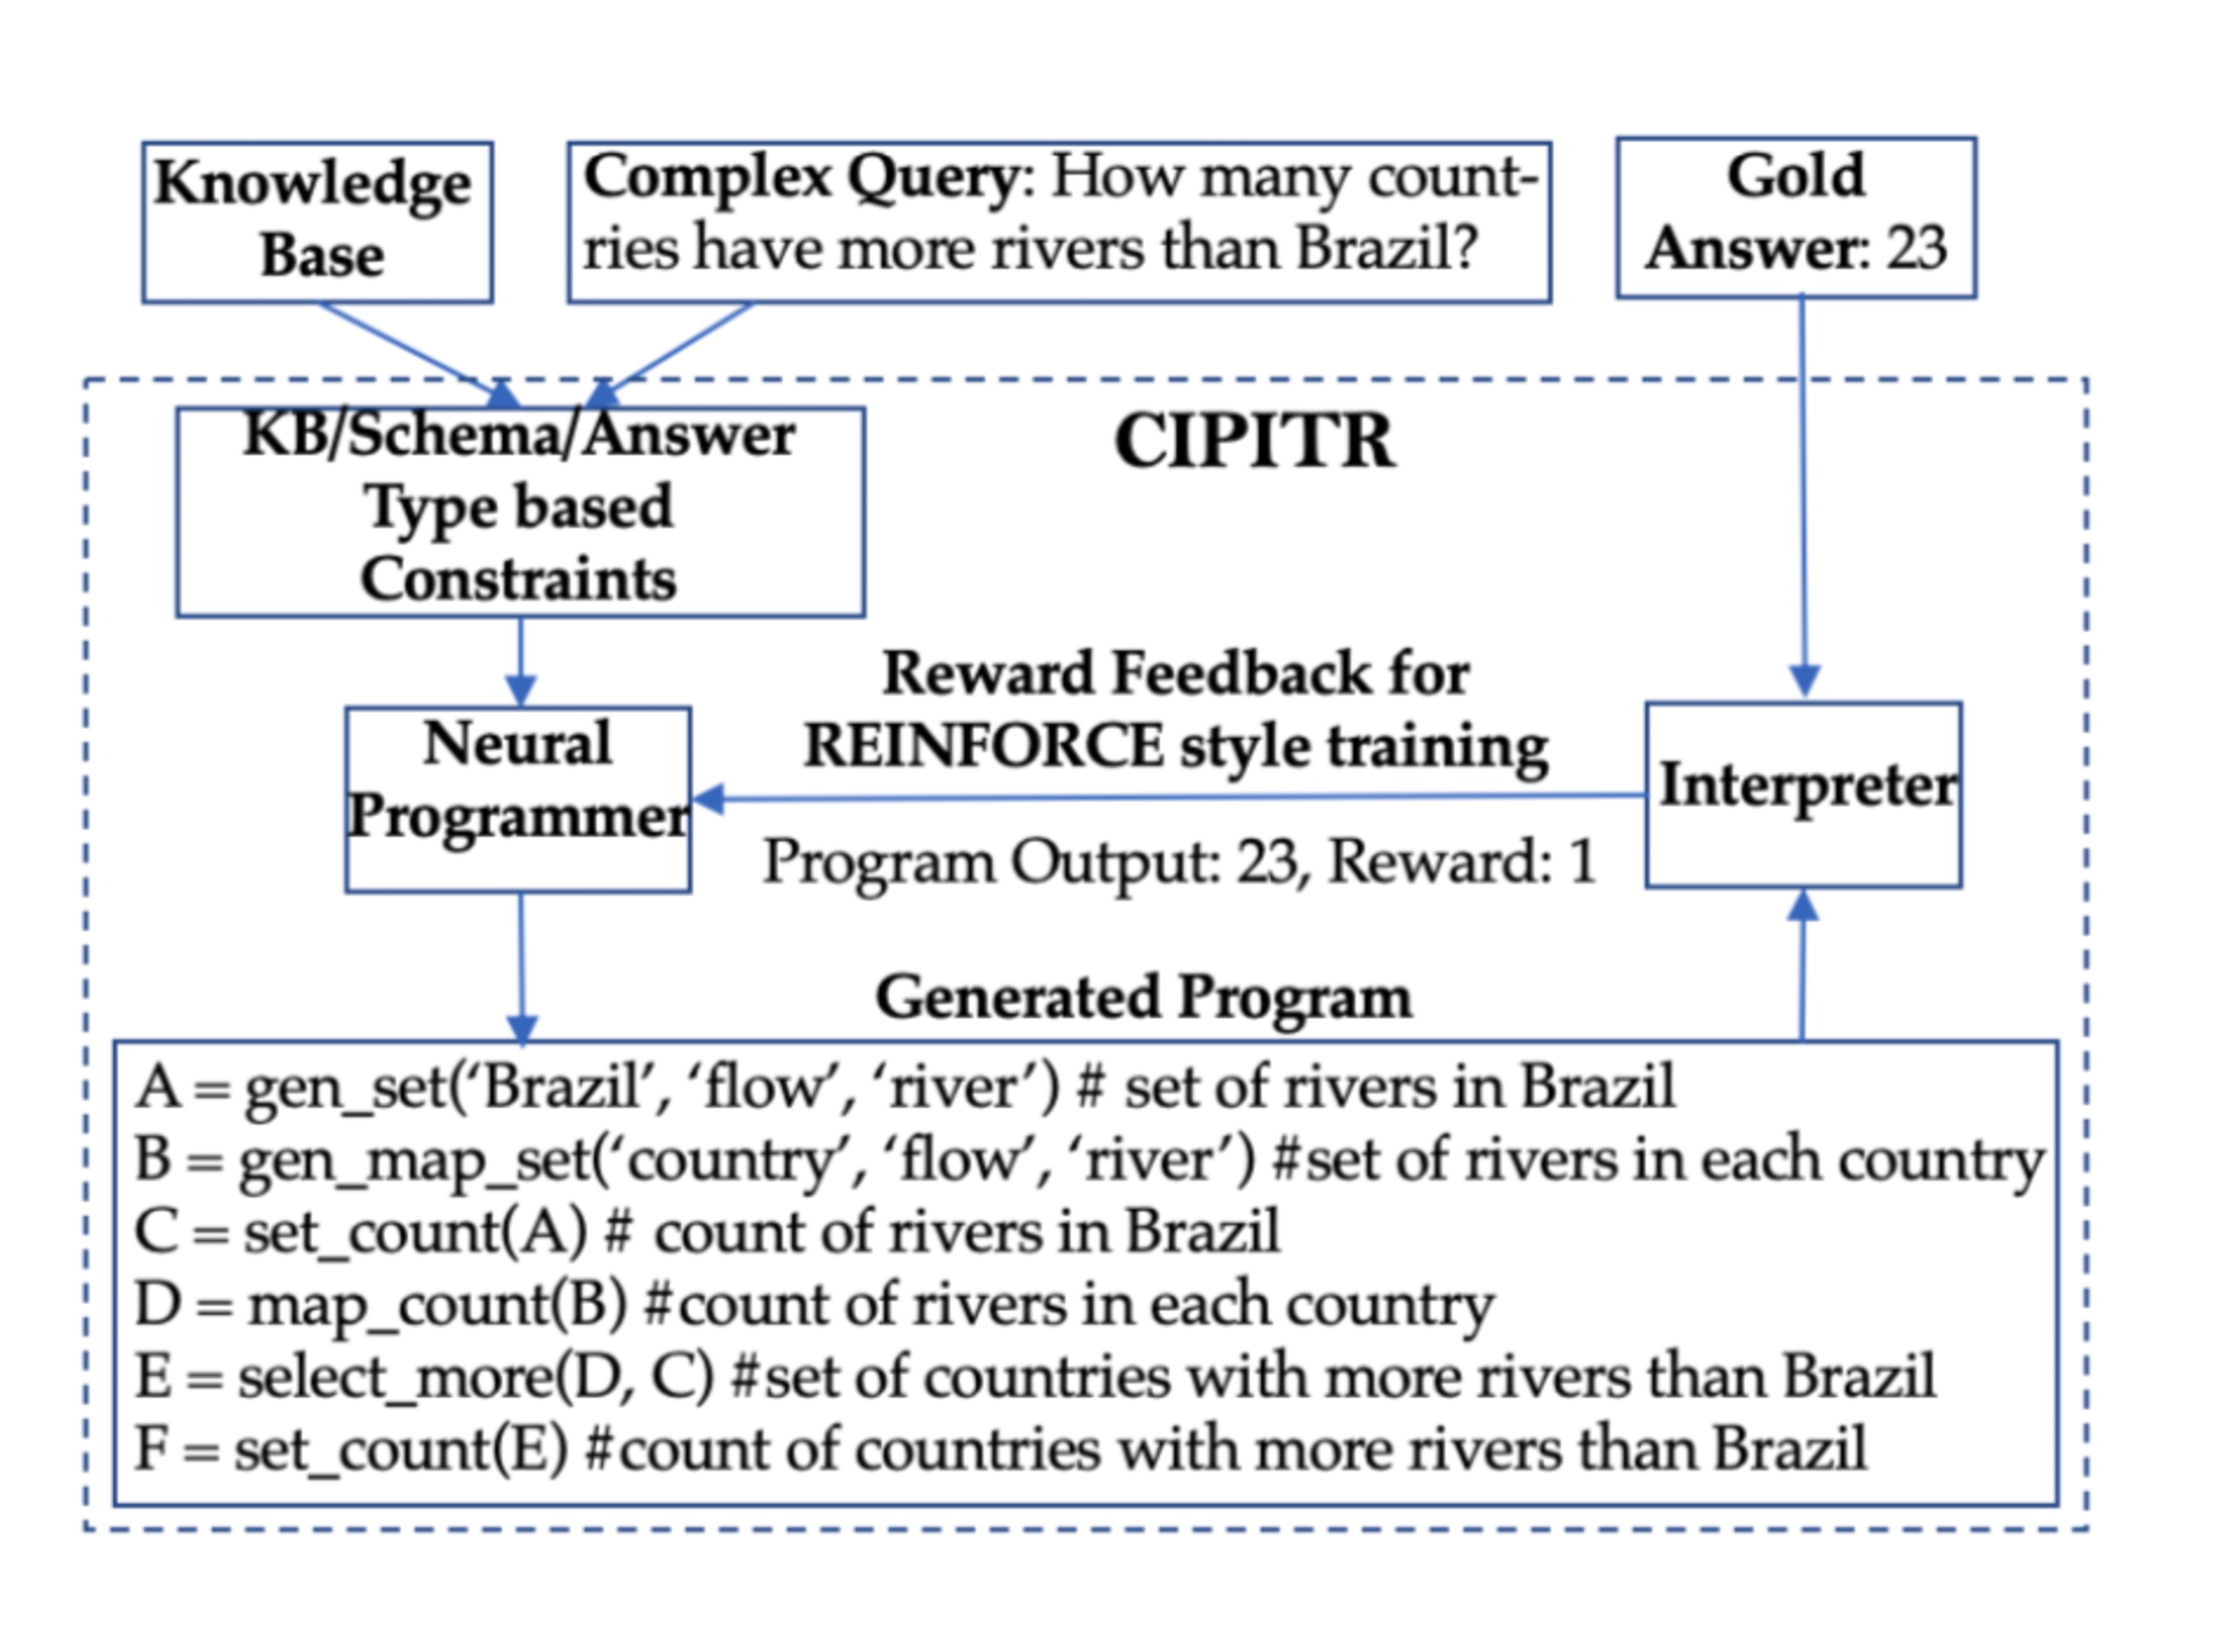 Knowledge
Base
Complex Query: How many count-
ries have more rivers than Brazil?
Gold
Answer: 23
KB/Schema/Answer
Type based
Constraints
CIPITR
Neural
Programmer
Reward Feedback for
REINFORCE style training
Program Output: 23, Reward: 1
Interpreter
Generated Program
A = gen_set(‘Brazil’, ‘flow’, ‘river’) # set of rivers in Brazil
B = gen_map_set(‘country’, ‘flow’, ‘river’) #set of rivers in each country
C = set_count(A) # count of rivers in Brazil
D = map_count(B) #count of rivers in each country
E = select_more(D, C) #set of countries with more rivers than Brazil
F = set_count(E) #count of countries with more rivers than Brazil